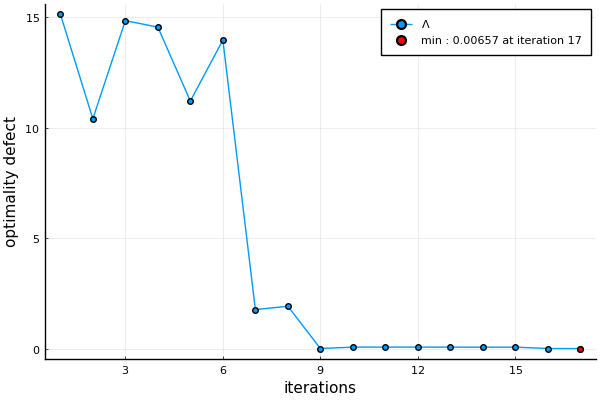 15
10
5
0
optimality defect
Λ
min : 0.00657 at iteration 17
3 6 9 12 15
iterations